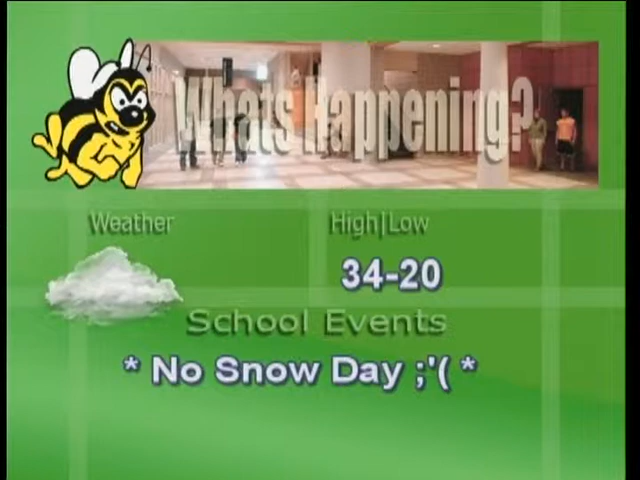 Whats Happening?
Weather
High|Low
34-20
School Events
* No Snow Day ;'( *